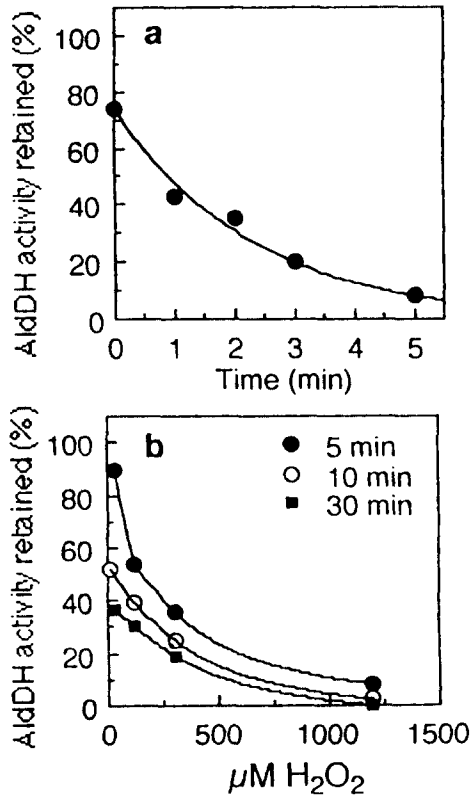 a
AldDH activity retained (%)
100
80
60
40
20
0
0 1 2 3 4 5
Time (min)
b
AldDH activity retained (%)
100
80
60
40
20
0
5 min
10 min
30 min
0 500 1000 1500
µM H₂O₂